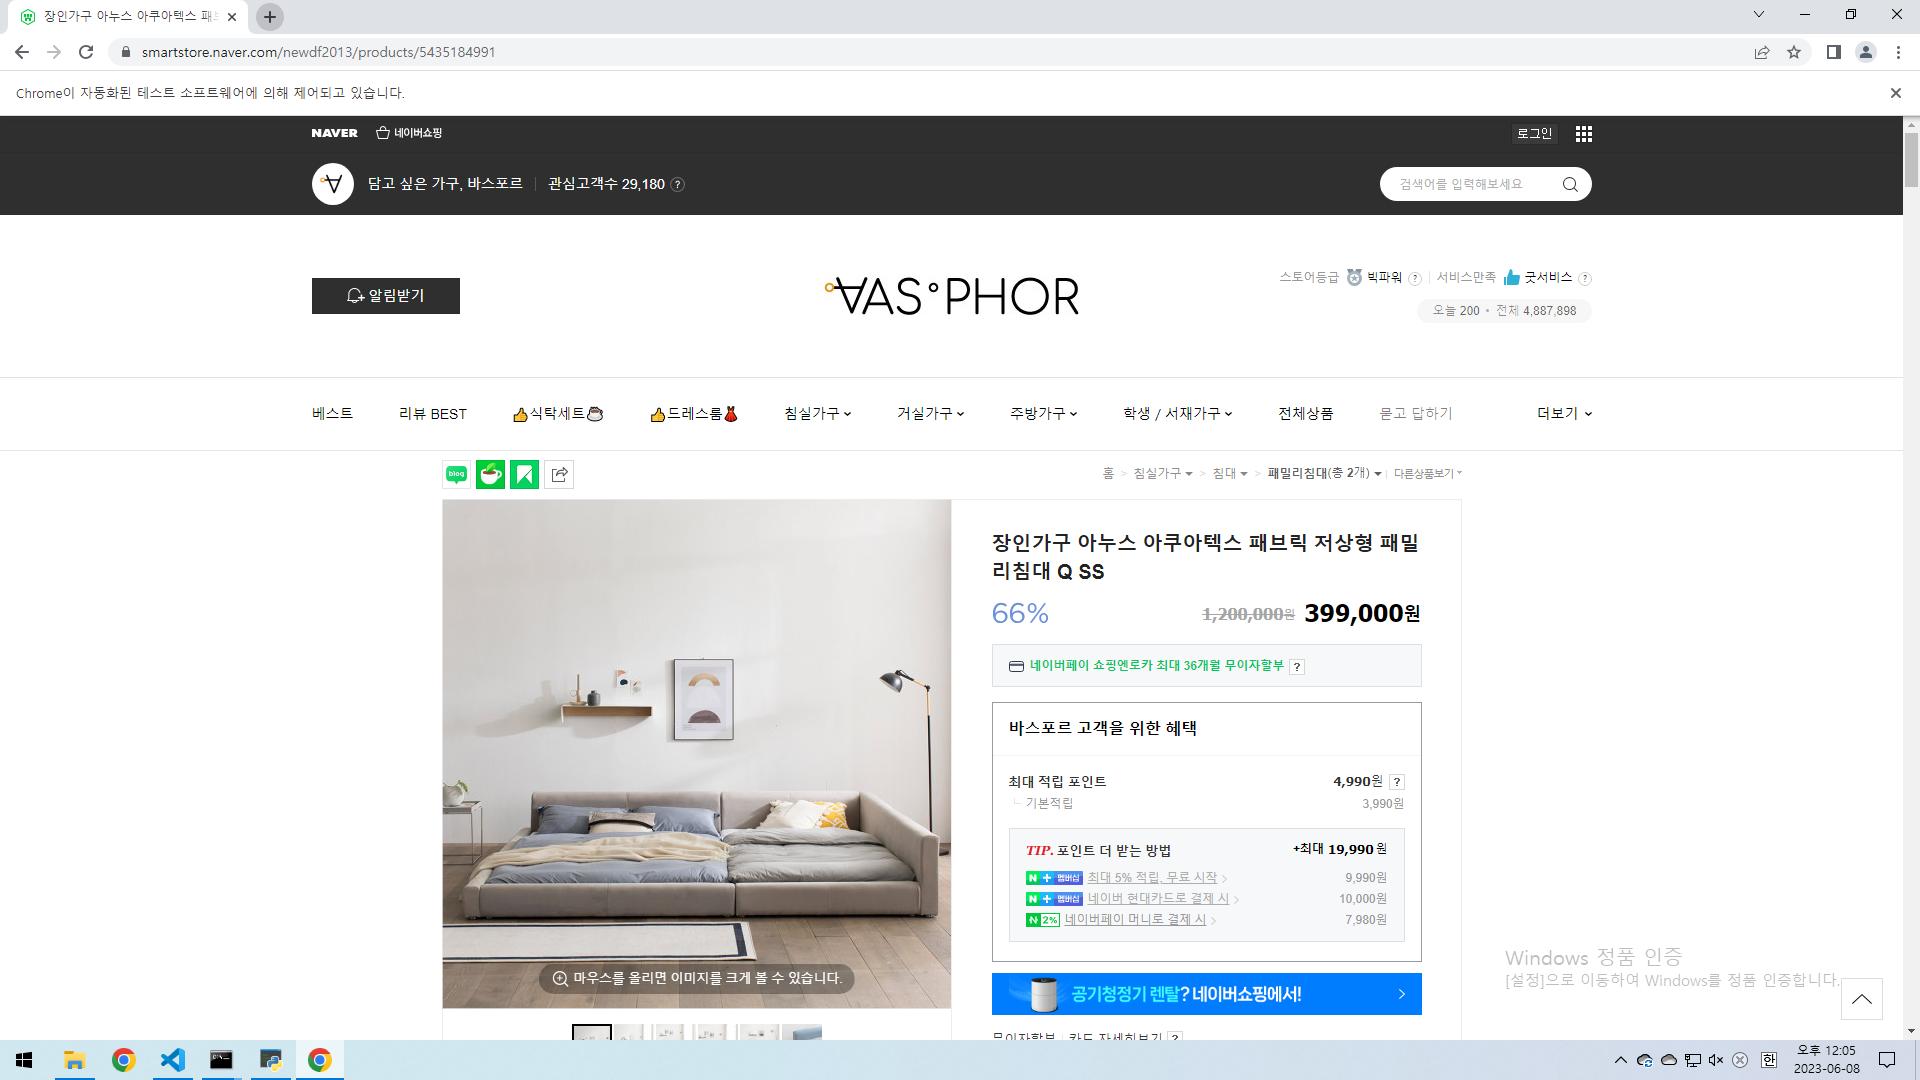 장인가구 아누스 아쿠아텍스 패브
smartstore.naver.com/newdf2013/products/5435184991
Chrome이 자동화된 테스트 소프트웨어에 의해 제어되고 있습니다.
NAVER 네이버쇼핑 로그인
담고 싶은 가구, 바스포르 관심고객수 29,180 ?
검색어를 입력해보세요
알림받기
VAS°PHOR
스토어등급 빅파워 ? 서비스만족 굿서비스 ?
오늘 200 • 전체 4,887,898
베스트 리뷰 BEST 👍식탁세트☕ 👍드레스룸👗 침실가구 거실가구 주방가구 학생 / 서재가구 전체상품 묻고 답하기 더보기
blog
홈 > 침실가구 > 침대 > 패밀리침대(총 2개) 다른상품보기
장인가구 아누스 아쿠아텍스 패브릭 저상형 패밀
리침대 Q SS
66% 1,200,000원 399,000원
네이버페이 쇼핑엔로카 최대 36개월 무이자할부 ?
바스포르 고객을 위한 혜택
최대 적립 포인트 4,990원 ?
기본적립 3,990원
TIP. 포인트 더 받는 방법 +최대 19,990 원
N + 멤버십 최대 5% 적립, 무료 시작 > 9,990원
N + 멤버십 네이버 현대카드로 결제 시 > 10,000원
N 2% 네이버페이 머니로 결제 시 > 7,980원
마우스를 올리면 이미지를 크게 볼 수 있습니다.
공기청정기 렌탈? 네이버쇼핑에서!
무이자할부 카드 자세히보기 ?
Windows 정품 인증
[설정]으로 이동하여 Windows를 정품 인증합니다.
한
오후 12:05
2023-06-08